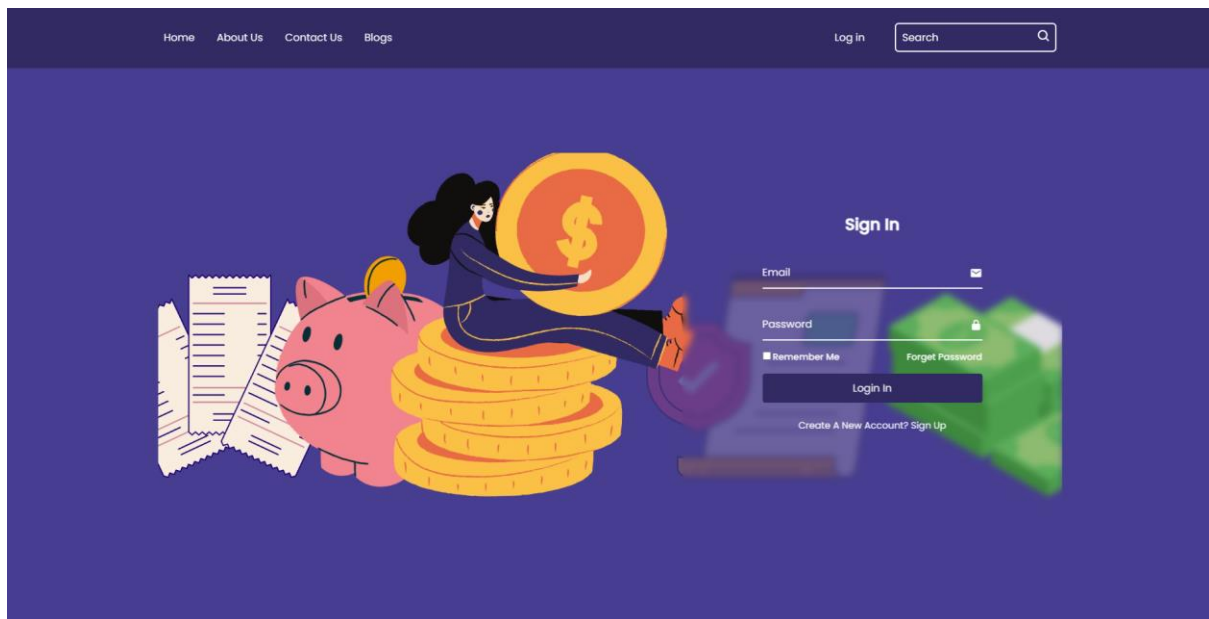 Home About Us Contact Us Blogs Log in Search
$
Sign In
Email
Password
Remember Me Forget Password
Login In
Create A New Account? Sign Up